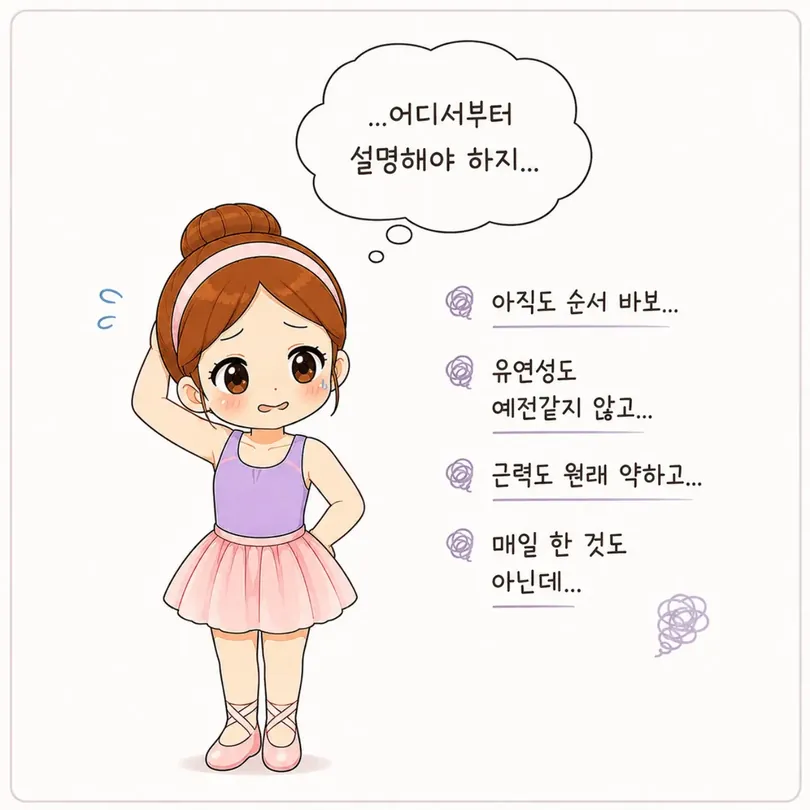 ...어디서부터
설명해야 하지...
아직도 순서 바보...
유연성도
예전같지 않고...
근력도 원래 약하고...
매일 한 것도
아닌데...